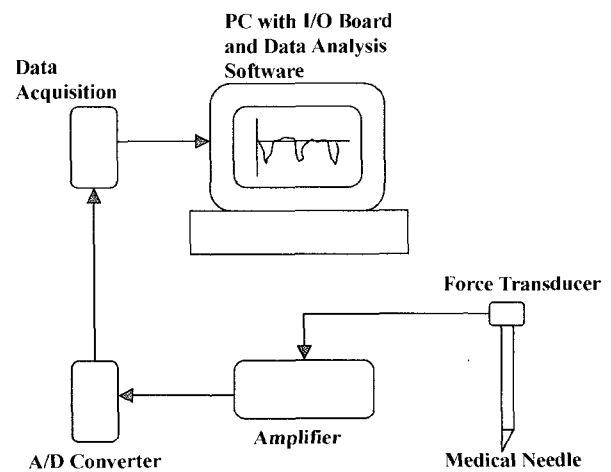 PC with I/O Board
and Data Analysis
Software
Data
Acquisition
Force Transducer
Amplifier
A/D Converter
Medical Needle